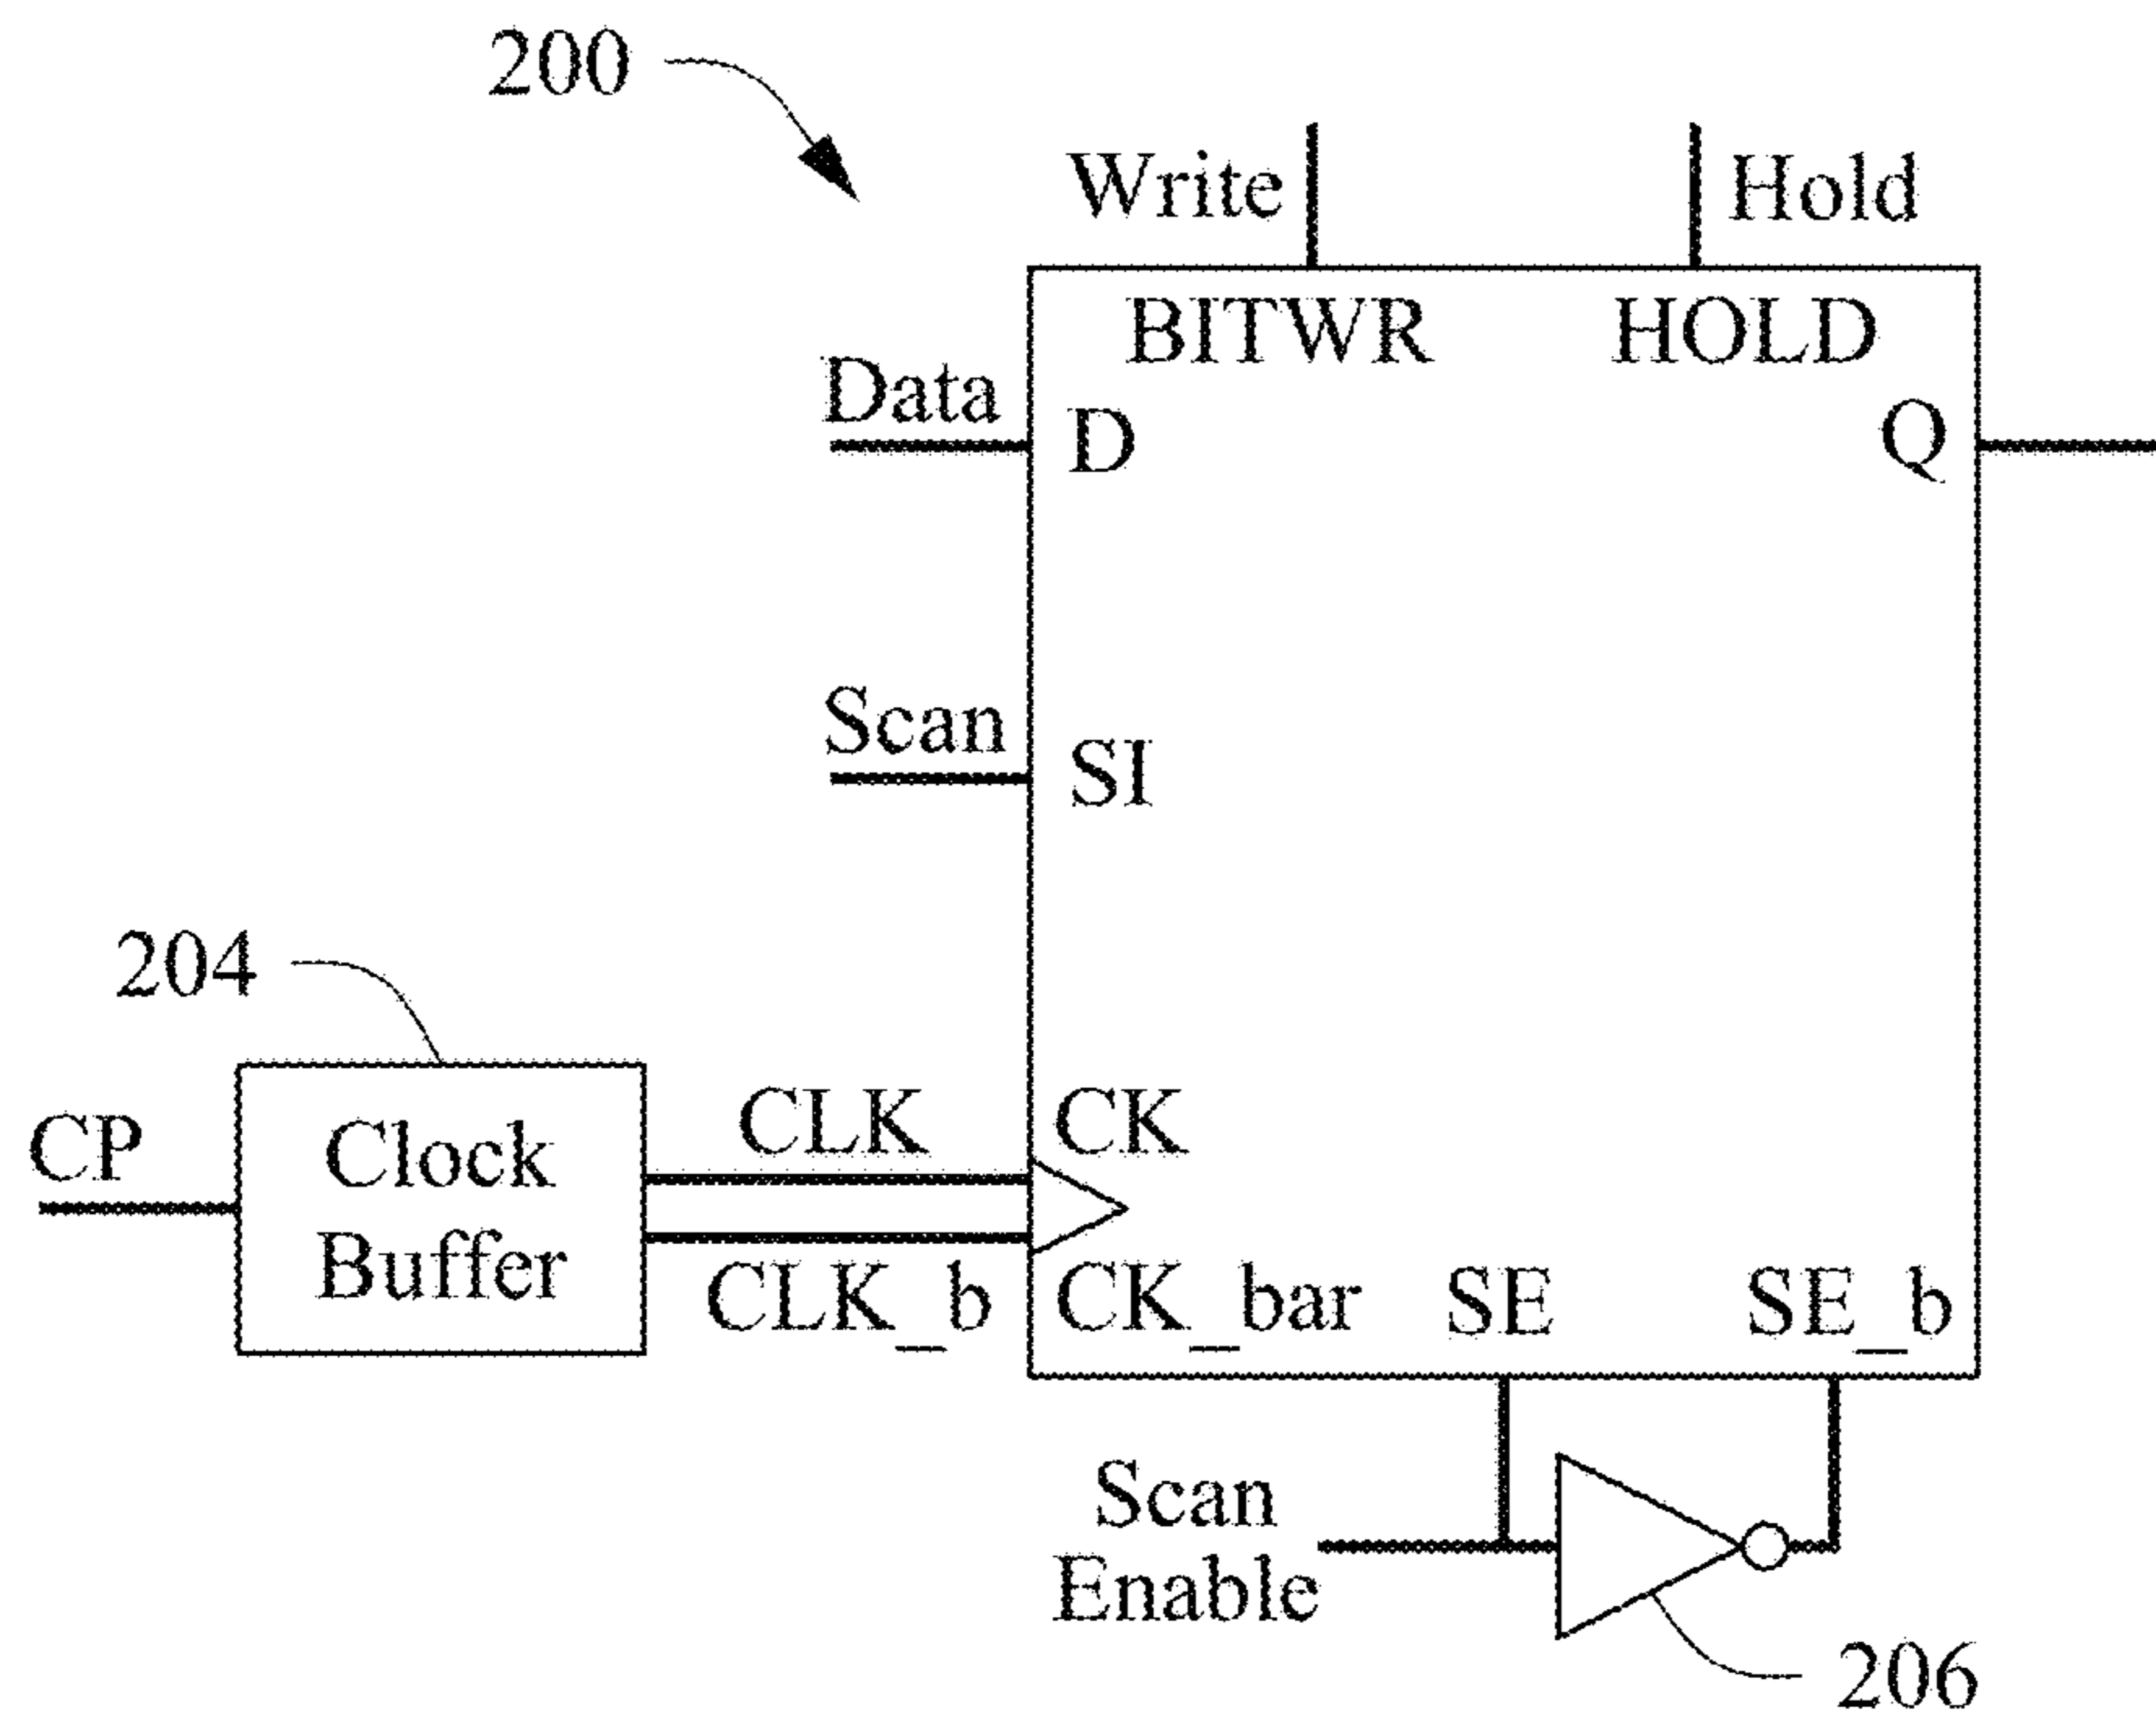 200
Write
Hold
BITWR
HOLD
Data
D
Q
Scan
SI
204
CP
Clock
Buffer
CLK
CK
CLK_b
CK_bar
SE
SE_b
Scan
Enable
206